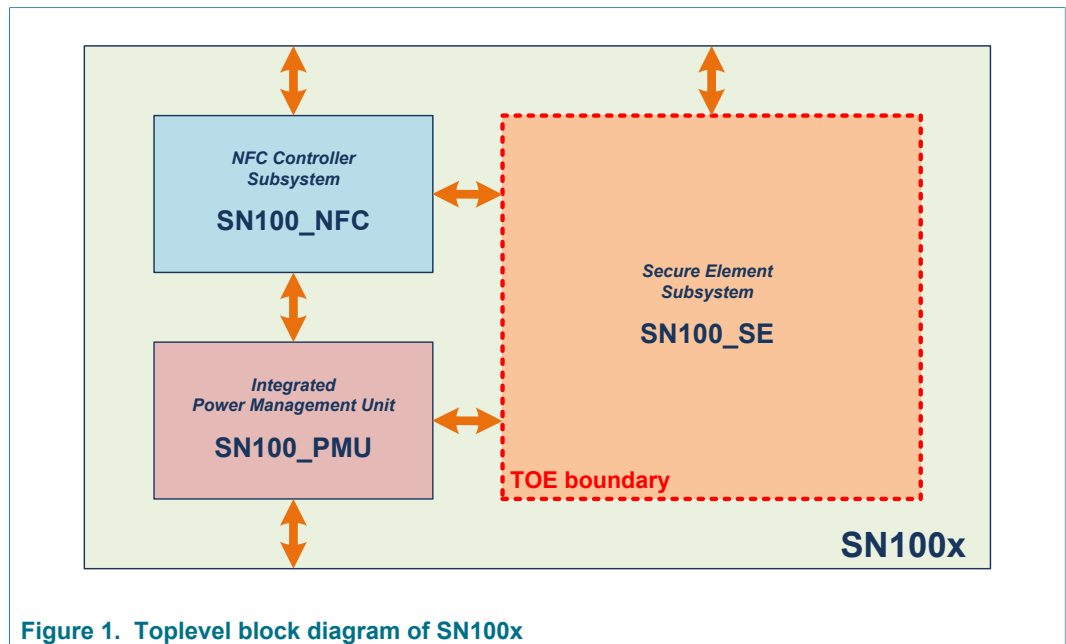 NFC Controller
Subsystem
SN100_NFC
Secure Element
Subsystem
SN100_SE
Integrated
Power Management Unit
SN100_PMU
TOE boundary
SN100x
Figure 1. Toplevel block diagram of SN100x